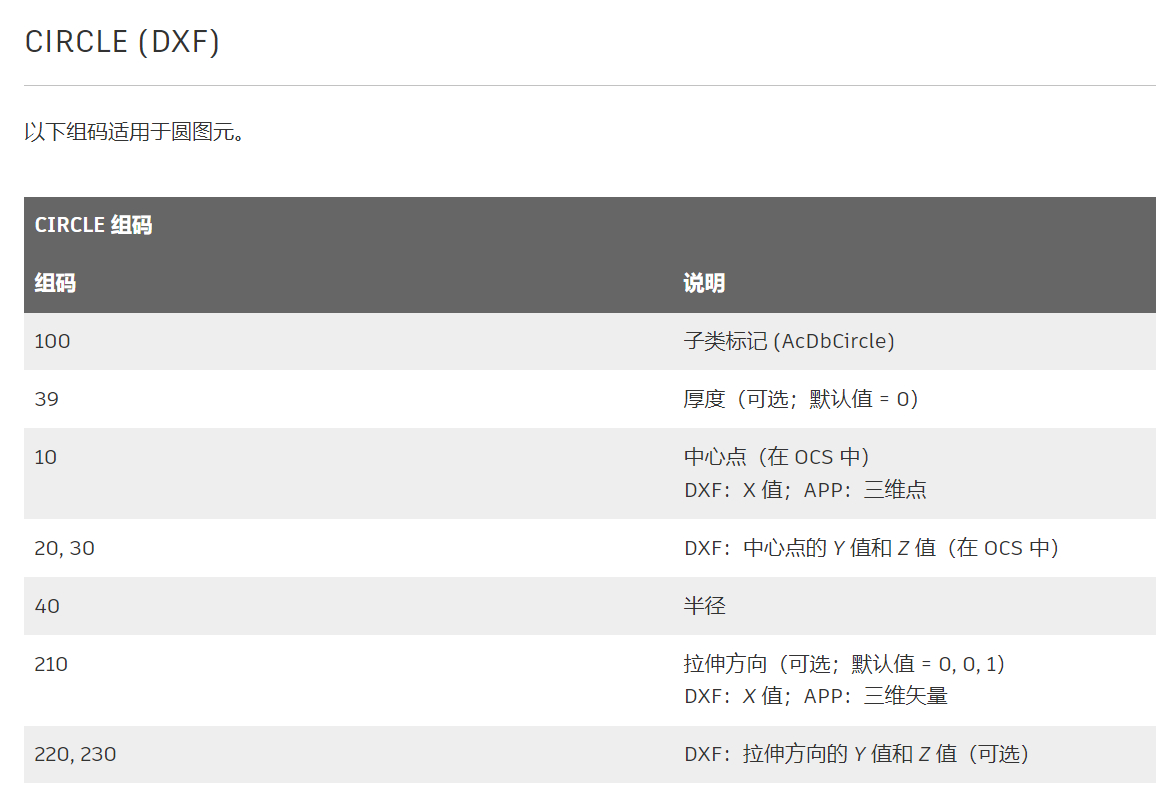 CIRCLE (DXF)
以下组码适用于圆图元。
CIRCLE 组码
组码 说明
100 子类标记 (AcDbCircle)
39 厚度（可选；默认值 = 0）
10 中心点（在 OCS 中）
DXF：X 值；APP：三维点
20, 30 DXF：中心点的 Y 值和 Z 值（在 OCS 中）
40 半径
210 拉伸方向（可选；默认值 = 0, 0, 1）
DXF：X 值；APP：三维矢量
220, 230 DXF：拉伸方向的 Y 值和 Z 值（可选）